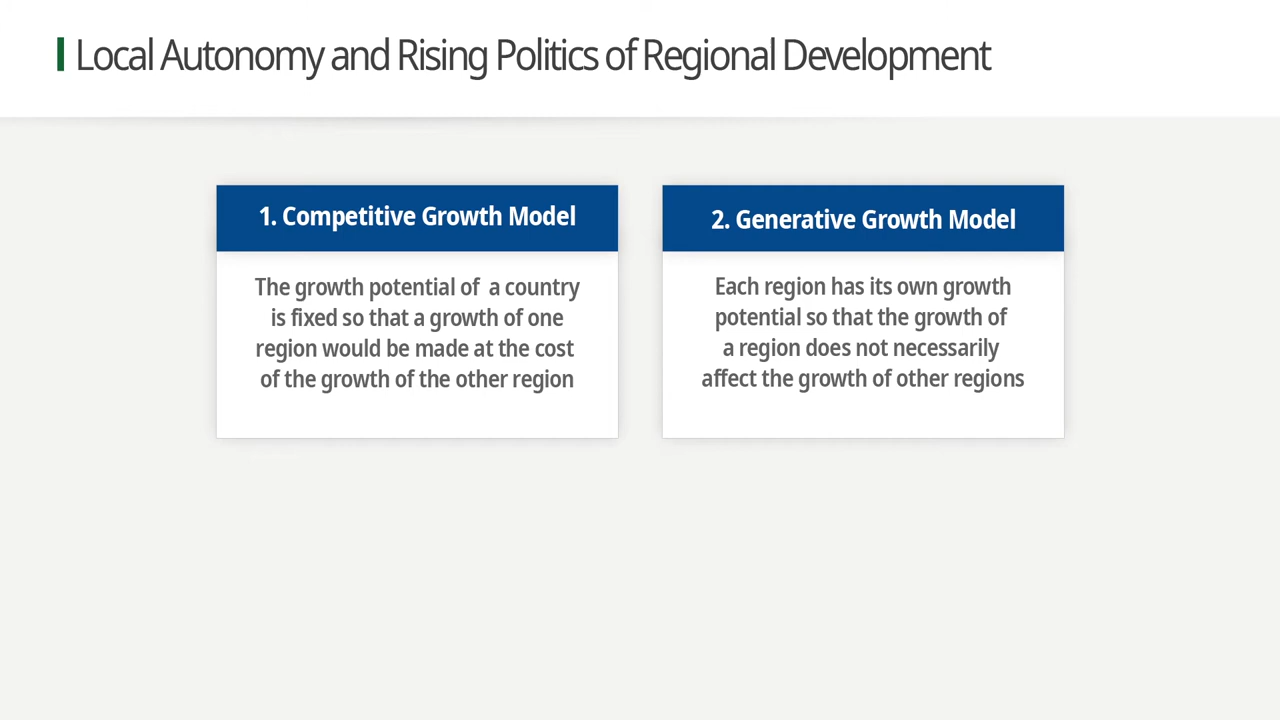 Local Autonomy and Rising Politics of Regional Development
1. Competitive Growth Model
The growth potential of a country
is fixed so that a growth of one
region would be made at the cost
of the growth of the other region
2. Generative Growth Model
Each region has its own growth
potential so that the growth of
a region does not necessarily
affect the growth of other regions